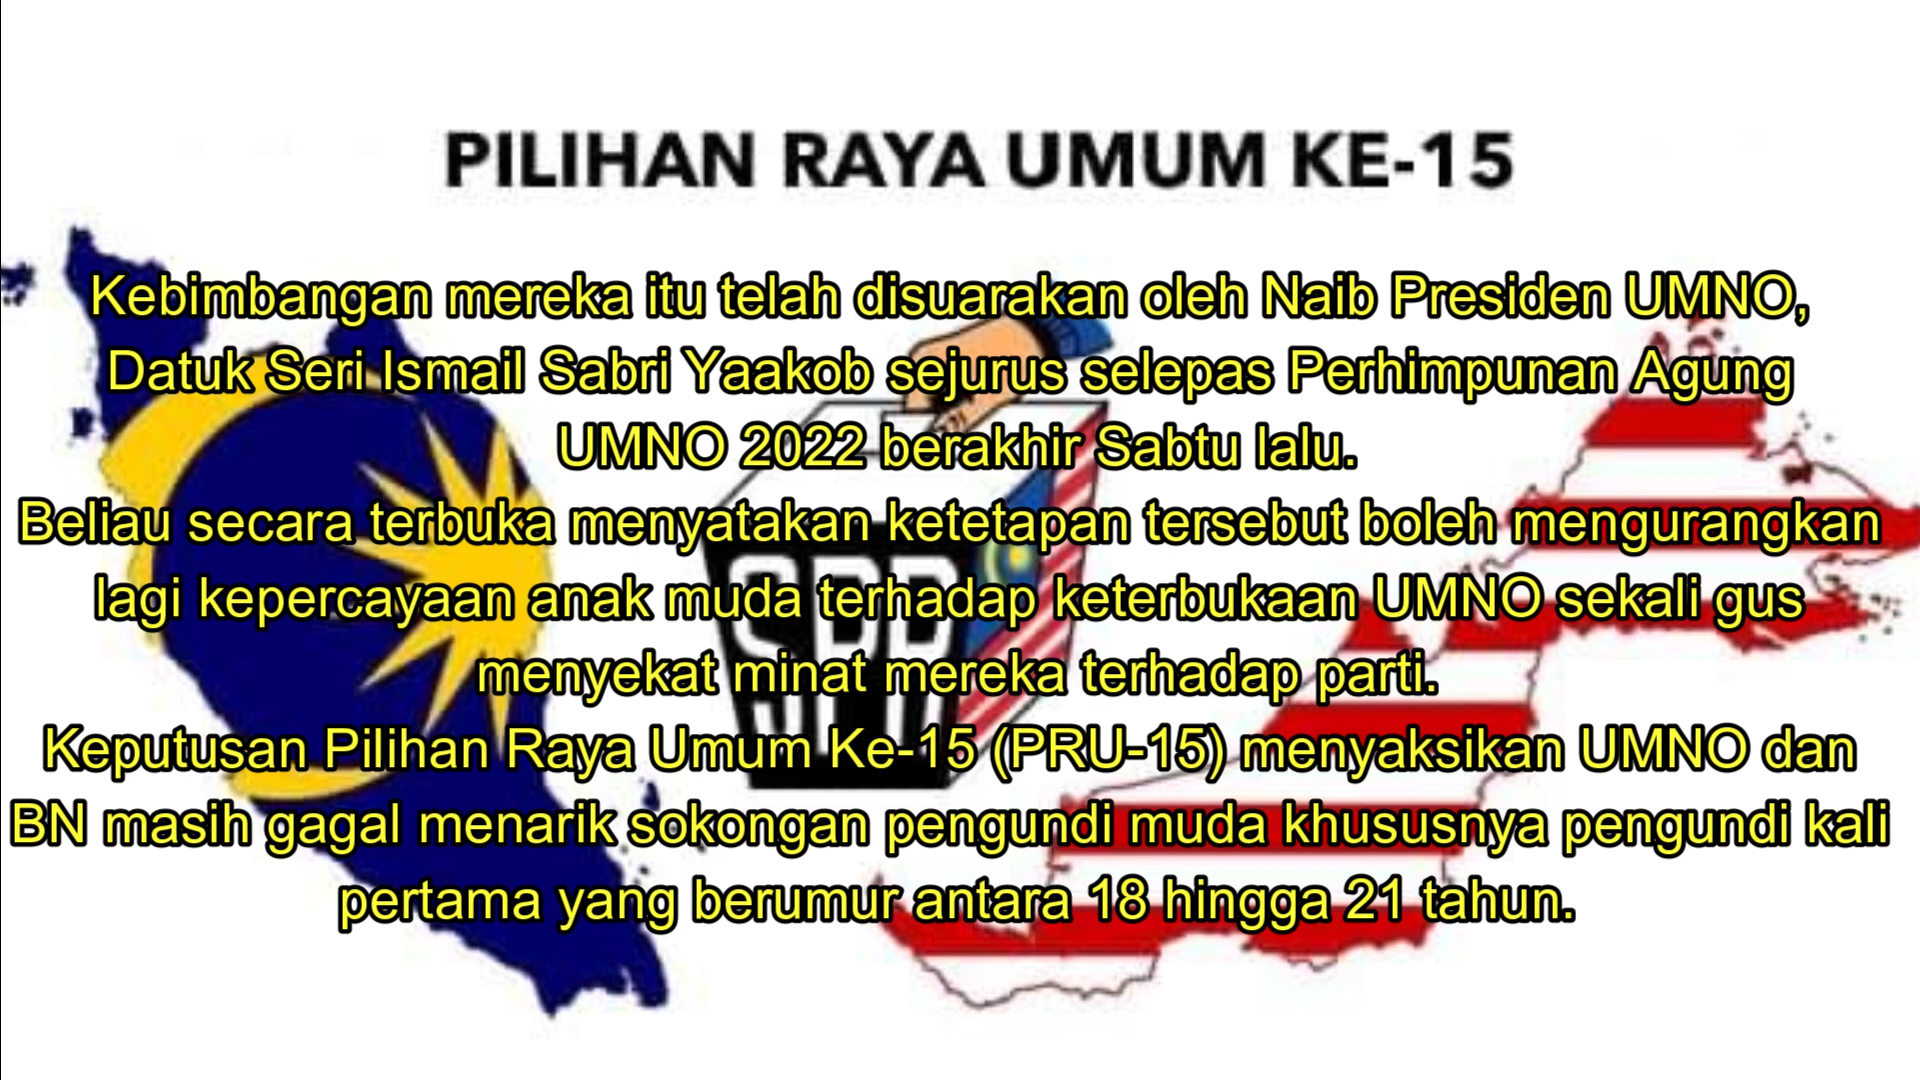 PILIHAN RAYA UMUM KE-15
Kebimbangan mereka itu telah disuarakan oleh Naib Presiden UMNO,
Datuk Seri Ismail Sabri Yaakob sejurus selepas Perhimpunan Agung
UMNO 2022 berakhir Sabtu lalu.
Beliau secara terbuka menyatakan ketetapan tersebut boleh mengurangkan
lagi kepercayaan anak muda terhadap keterbukaan UMNO sekali gus
SPR
menyekat minat mereka terhadap parti.
Keputusan Pilihan Raya Umum Ke-15 (PRU-15) menyaksikan UMNO dan
BN masih gagal menarik sokongan pengundi muda khususnya pengundi kali
pertama yang berumur antara 18 hingga 21 tahun.